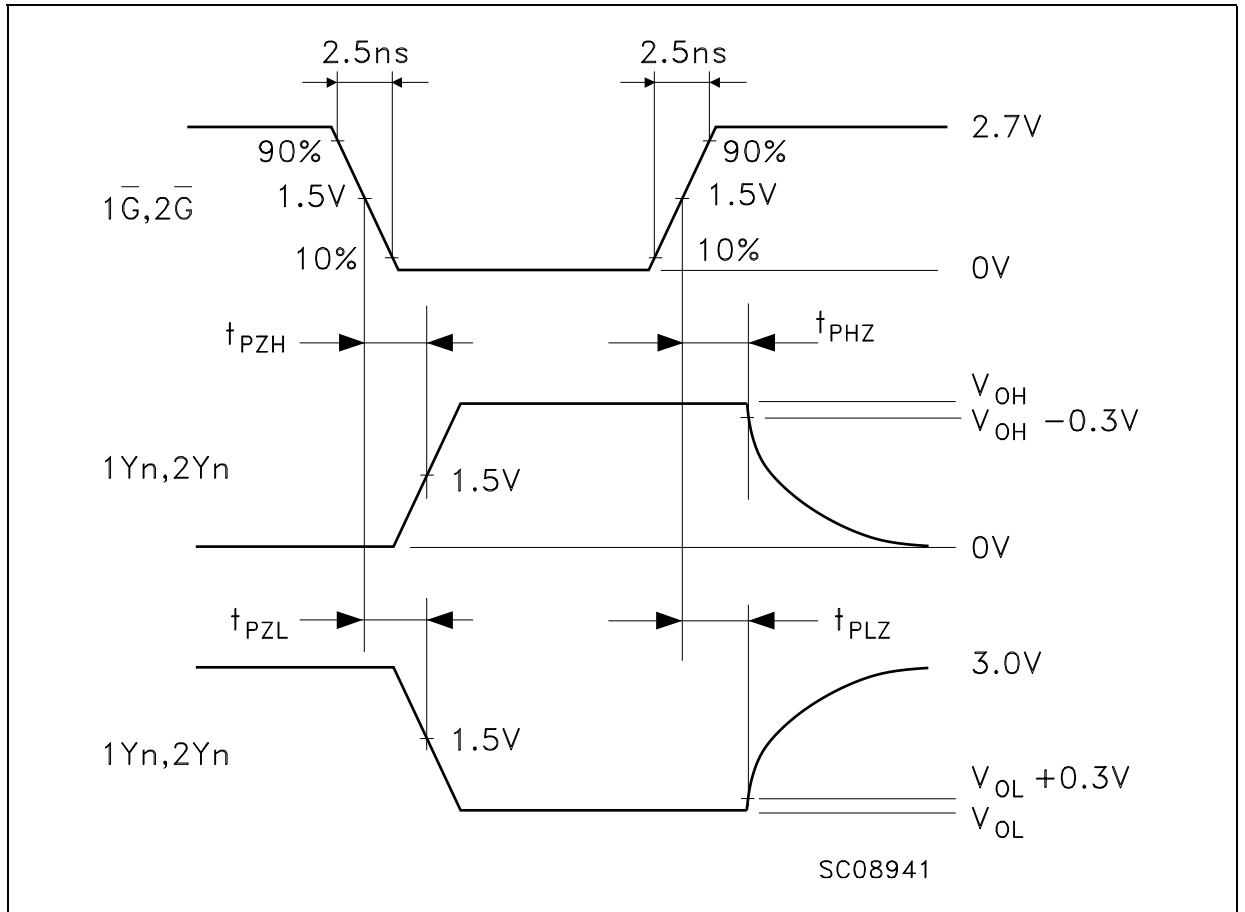 2.5ns 2.5ns
2.7V
90% 90%
1G̅,2G̅ 1.5V 1.5V
10% 10%
0V
tPZH tPHZ
VOH
VOH −0.3V
1Yn,2Yn 1.5V
0V
tPZL tPLZ
3.0V
1Yn,2Yn 1.5V
VOL +0.3V
VOL
SC08941